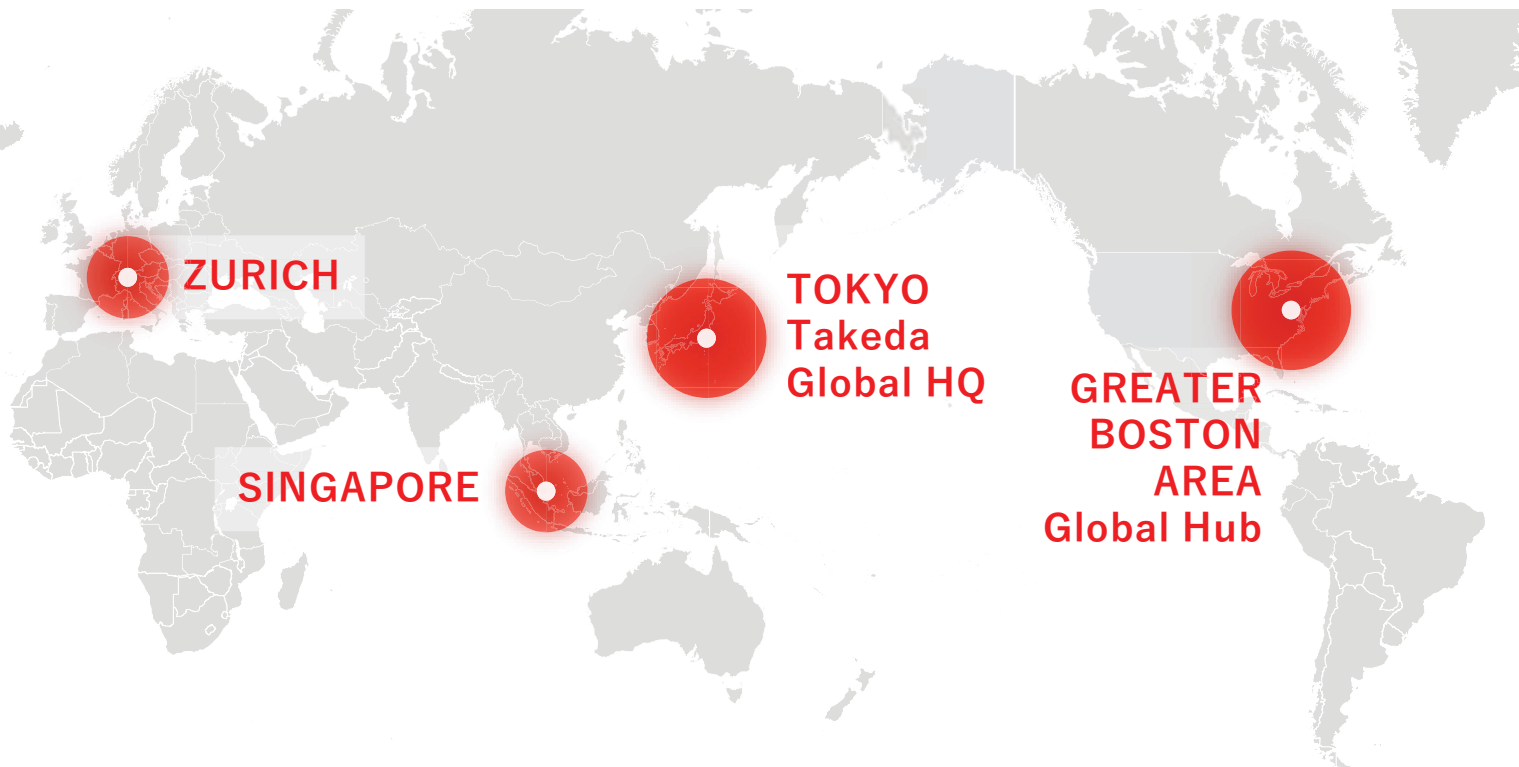 ZURICH
TOKYO
Takeda
Global HQ
GREATER
BOSTON
AREA
Global Hub
SINGAPORE